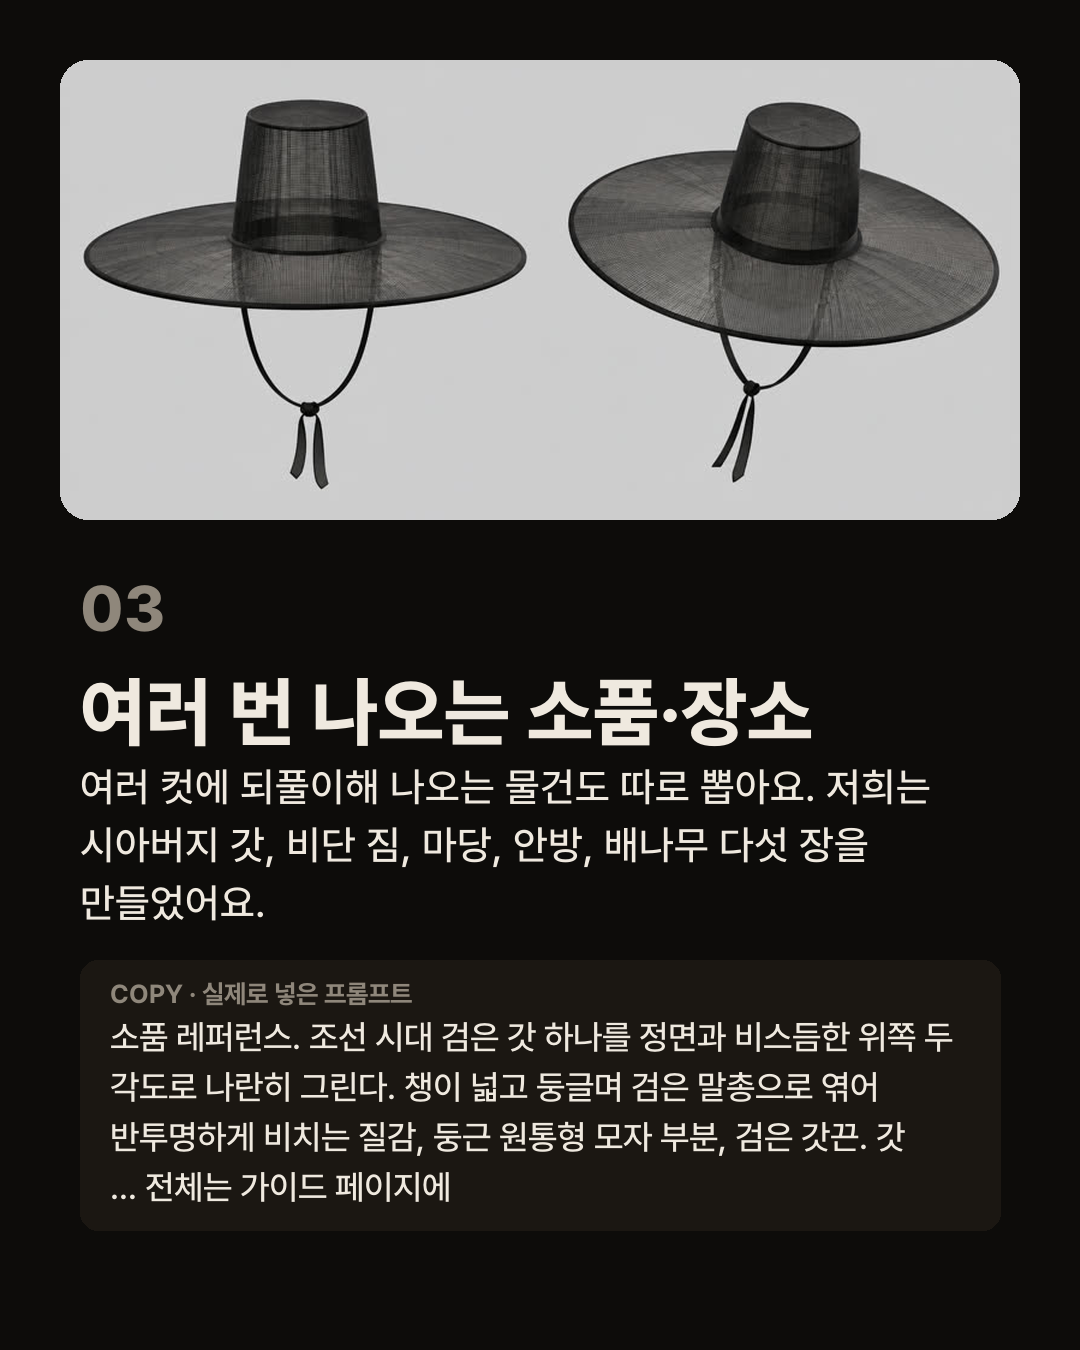 03
여러 번 나오는 소품·장소
여러 컷에 되풀이해 나오는 물건도 따로 뽑아요. 저희는
시아버지 갓, 비단 짐, 마당, 안방, 배나무 다섯 장을
만들었어요.
COPY · 실제로 넣은 프롬프트
소품 레퍼런스. 조선 시대 검은 갓 하나를 정면과 비스듬한 위쪽 두
각도로 나란히 그린다. 챙이 넓고 둥글며 검은 말총으로 엮어
반투명하게 비치는 질감, 둥근 원통형 모자 부분, 검은 갓끈. 갓
... 전체는 가이드 페이지에